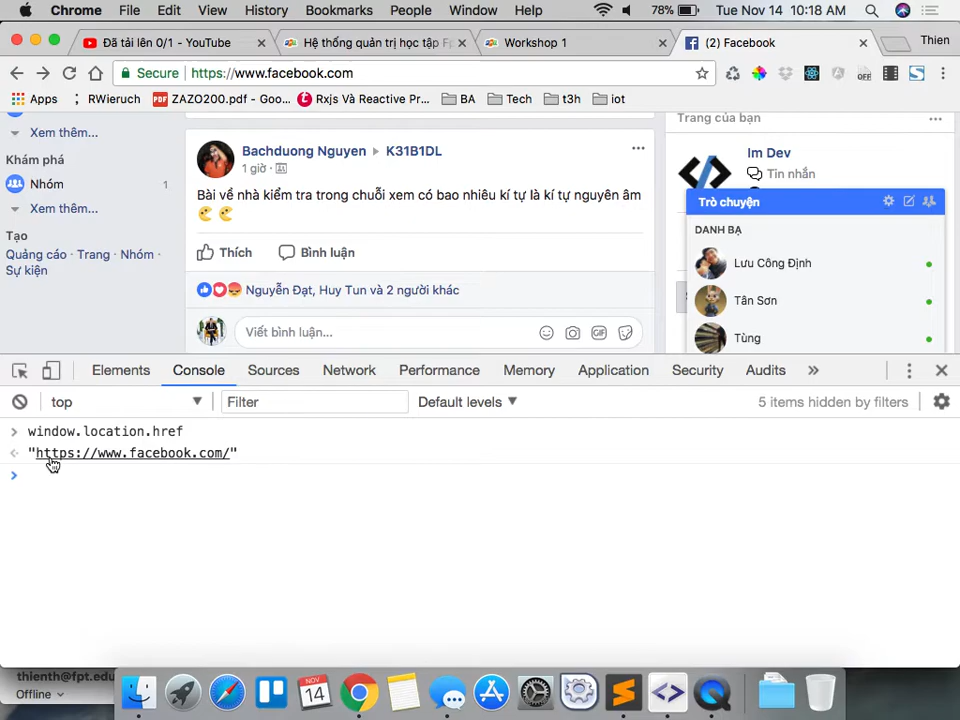 Chrome File Edit View History Bookmarks People Window Help 78% Tue Nov 14 10:18 AM
Đã tải lên 0/1 - YouTube
Hệ thống quản trị học tập Fp
Workshop 1
(2) Facebook
Thien
Secure https://www.facebook.com
Apps RWieruch ZAZO200.pdf - Goo... Rxjs Và Reactive Pr... BA Tech t3h iot
Xem thêm...
Khám phá
Nhóm 1
Xem thêm...
Tạo
Quảng cáo · Trang · Nhóm ·
Sự kiện
Bachduong Nguyen K31B1DL
1 giờ ·
Bài về nhà kiểm tra trong chuỗi xem có bao nhiêu kí tự là kí tự nguyên âm
Thích Bình luận
Nguyễn Đạt, Huy Tun và 2 người khác
Viết bình luận...
GIF
Trang của bạn
Im Dev
Tin nhắn
Trò chuyện
DANH BẠ
Lưu Công Định
Tân Sơn
Tùng
Elements Console Sources Network Performance Memory Application Security Audits
top Filter Default levels 5 items hidden by filters
window.location.href
"https://www.facebook.com/"
thienth@fpt.edu
Offline
NOV
14